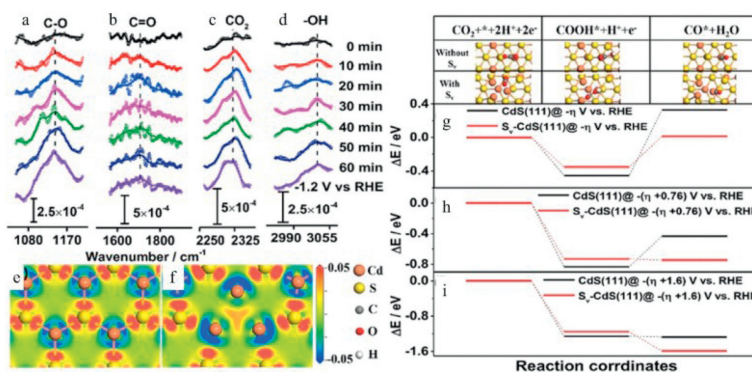 a C-O
b C=O
c CO₂
d -OH
0 min
10 min
20 min
30 min
40 min
50 min
60 min
-1.2 V vs RHE
2.5×10⁻⁴
5×10⁻⁴
5×10⁻⁴
2.5×10⁻⁴
1080 1170
1600 1800
2250 2325
2990 3055
Wavenumber / cm⁻¹
e
f
0.05
-0.05
Cd
S
C
O
H
CO₂+*+2H⁺+2e⁻
COOH*+H⁺+e⁻
CO*+H₂O
Without
Sᵥ
With
Sᵥ
g
0.4
0.0
-0.4
ΔE / eV
CdS(111)@ -η V vs. RHE
Sᵥ-CdS(111)@ -η V vs. RHE
h
0.0
-0.4
-0.8
ΔE / eV
CdS(111)@ -(η +0.76) V vs. RHE
Sᵥ-CdS(111)@ -(η +0.76) V vs. RHE
i
0.0
-0.8
-1.6
ΔE / eV
CdS(111)@ -(η +1.6) V vs. RHE
Sᵥ-CdS(111)@ -(η +1.6) V vs. RHE
Reaction corrdinates